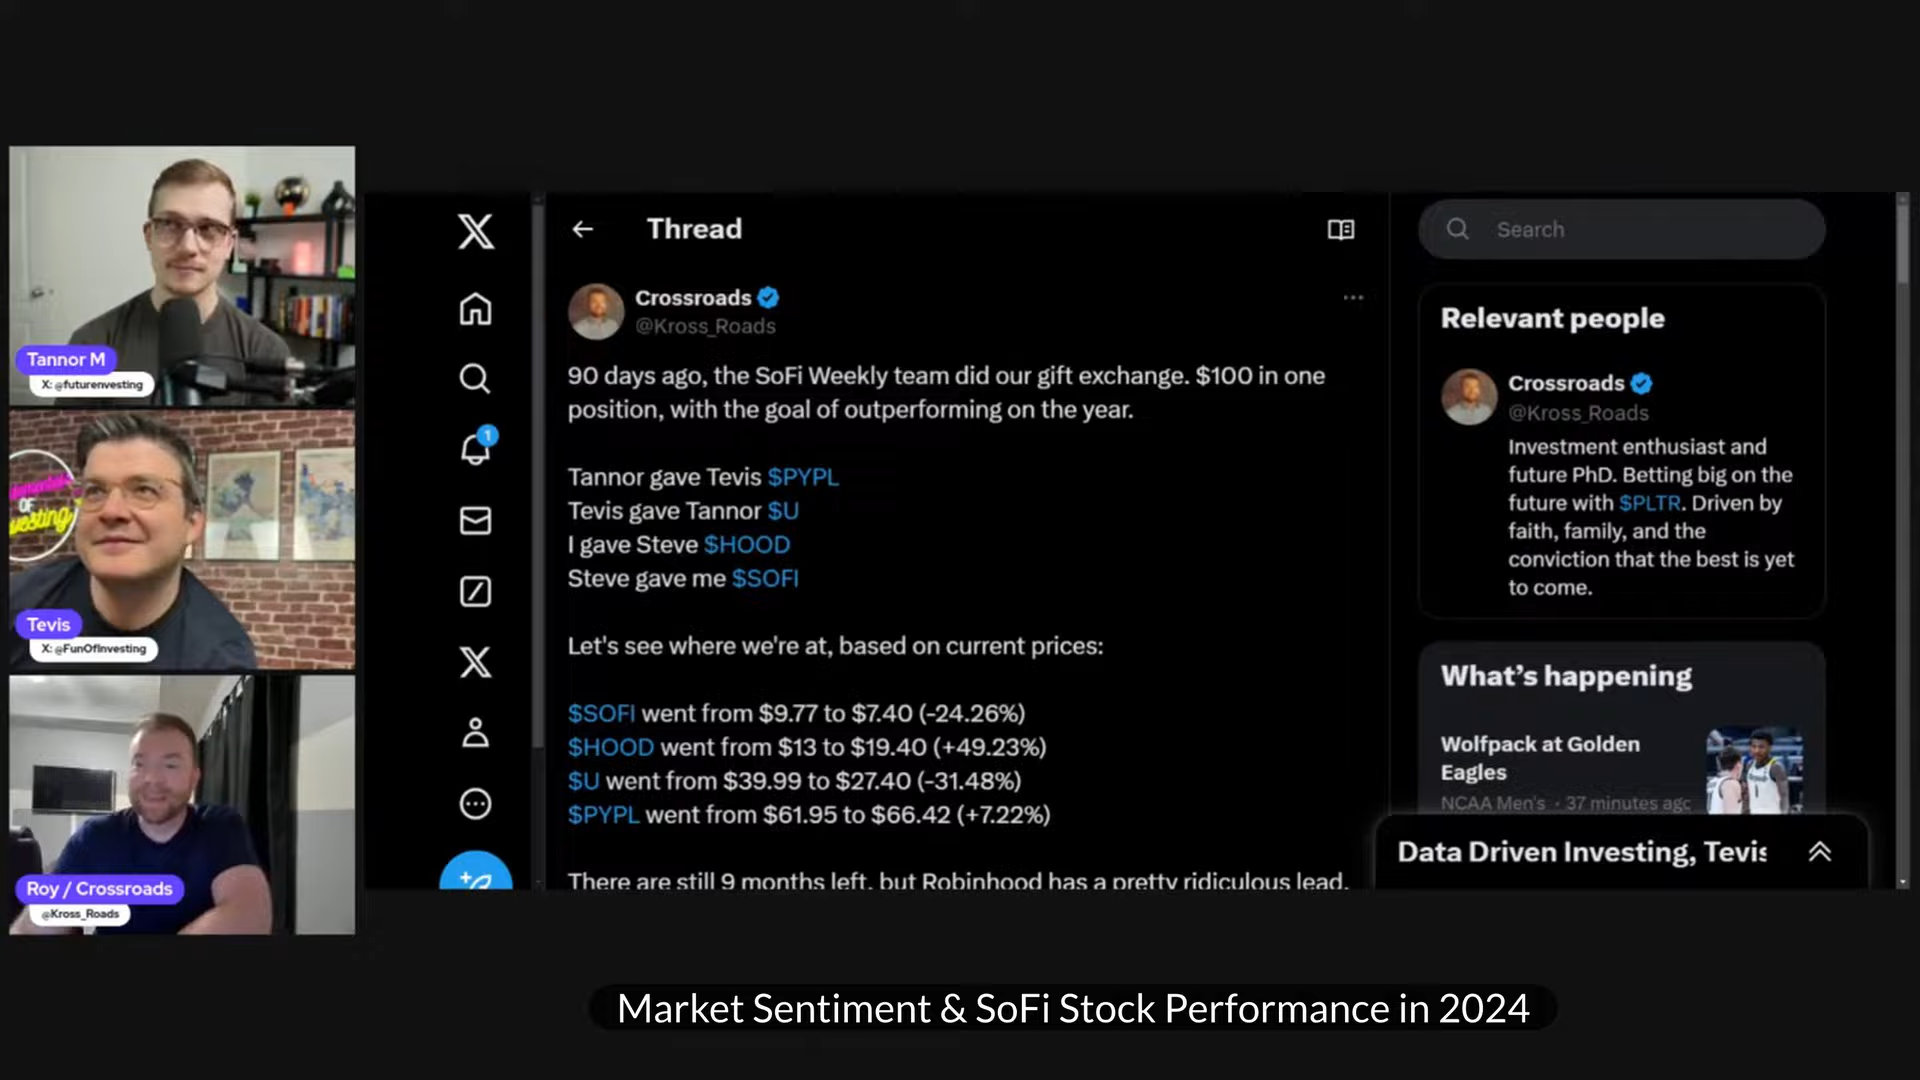 Tannor M
X: @futurenvesting
OF
Tevis
X: @FunOfInvesting
Roy / Crossroads
@Kross_Roads
1
Thread
Crossroads
@Kross_Roads
90 days ago, the SoFi Weekly team did our gift exchange. $100 in one
position, with the goal of outperforming on the year.
Tannor gave Tevis $PYPL
Tevis gave Tannor $U
I gave Steve $HOOD
Steve gave me $SOFI
Let's see where we're at, based on current prices:
$SOFI went from $9.77 to $7.40 (-24.26%)
$HOOD went from $13 to $19.40 (+49.23%)
$U went from $39.99 to $27.40 (-31.48%)
$PYPL went from $61.95 to $66.42 (+7.22%)
There are still 9 months left, but Robinhood has a pretty ridiculous lead.
Search
Relevant people
Crossroads
@Kross_Roads
Investment enthusiast and
future PhD. Betting big on the
future with $PLTR. Driven by
faith, family, and the
conviction that the best is yet
to come.
What's happening
Wolfpack at Golden
Eagles
NCAA Men's · 37 minutes ago
Data Driven Investing, Tevis
Market Sentiment & SoFi Stock Performance in 2024